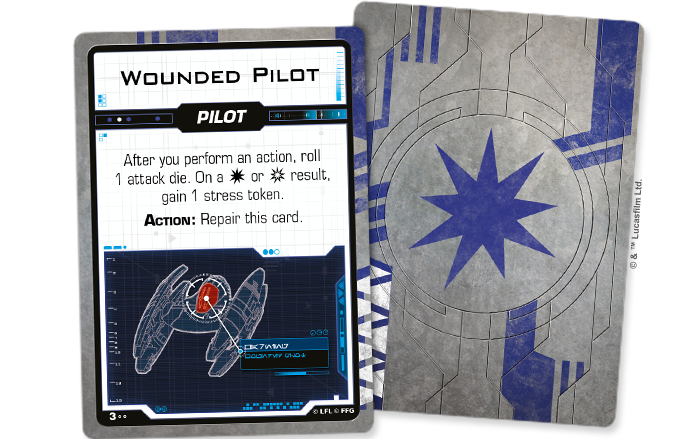 WOUNDED PILOT
PILOT
After you perform an action, roll
1 attack die. On a or result,
gain 1 stress token.
ACTION: Repair this card.
3
© LFL © FFG
© & ™ Lucasfilm Ltd.